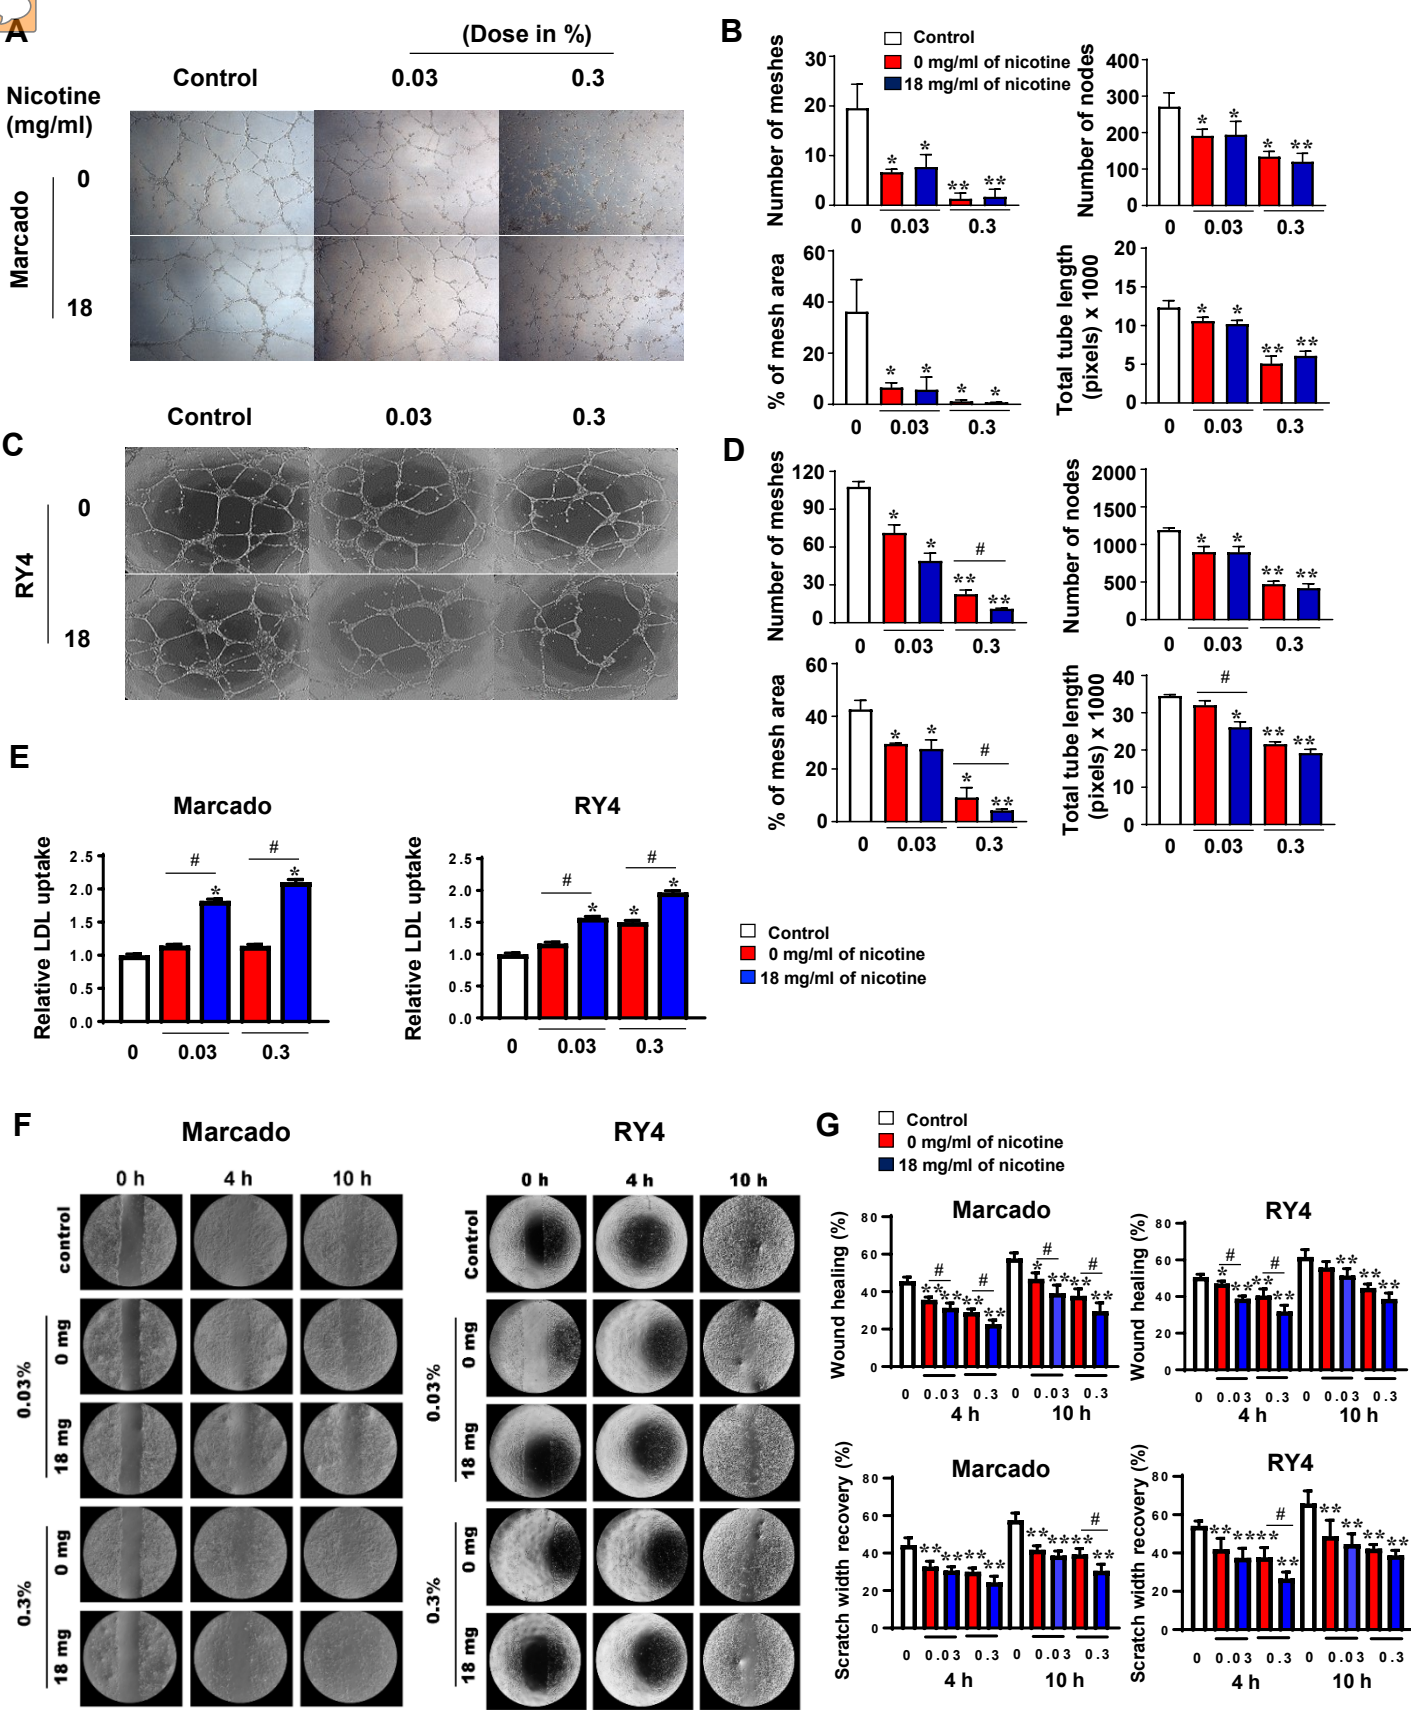 A
(Dose in %)
Control 0.03 0.3
Nicotine
(mg/ml)
0
Marcado
18
B
Control
0 mg/ml of nicotine
18 mg/ml of nicotine
Number of meshes
30
20
10
0
* * ** **
0 0.03 0.3
Number of nodes
400
300
200
100
0
* * * **
0 0.03 0.3
% of mesh area
60
40
20
0
* * * *
0 0.03 0.3
Total tube length
(pixels) x 1000
20
15
10
5
0
* * ** **
0 0.03 0.3
C
Control 0.03 0.3
0
RY4
18
D
Number of meshes
120
90
60
30
0
* * ** # **
0 0.03 0.3
Number of nodes
2000
1500
1000
500
0
* * ** **
0 0.03 0.3
% of mesh area
60
40
20
0
* * * # **
0 0.03 0.3
Total tube length
(pixels) x 1000
40
30
20
10
0
# * ** **
0 0.03 0.3
E
Marcado
Relative LDL uptake
2.5
2.0
1.5
1.0
0.5
0.0
# * # *
0 0.03 0.3
RY4
Relative LDL uptake
2.5
2.0
1.5
1.0
0.5
0.0
# * * # *
0 0.03 0.3
Control
0 mg/ml of nicotine
18 mg/ml of nicotine
F
Marcado
0 h 4 h 10 h
control
0.03%
0 mg
18 mg
0.3%
0 mg
18 mg
RY4
0 h 4 h 10 h
Control
0.03%
0 mg
18 mg
0.3%
0 mg
18 mg
G
Control
0 mg/ml of nicotine
18 mg/ml of nicotine
Marcado
Wound healing (%)
80
60
40
20
0
** # ** ** # ** * # ** ** # **
0 0.03 0.3 0 0.03 0.3
4 h 10 h
RY4
Wound healing (%)
80
60
40
20
0
* # ** ** # ** ** ** **
0 0.03 0.3 0 0.03 0.3
4 h 10 h
Marcado
Scratch width recovery (%)
80
60
40
20
0
** ** ** ** ** ** ** # **
0 0.03 0.3 0 0.03 0.3
4 h 10 h
RY4
Scratch width recovery (%)
80
60
40
20
0
** ** ** # ** ** ** ** **
0 0.03 0.3 0 0.03 0.3
4 h 10 h